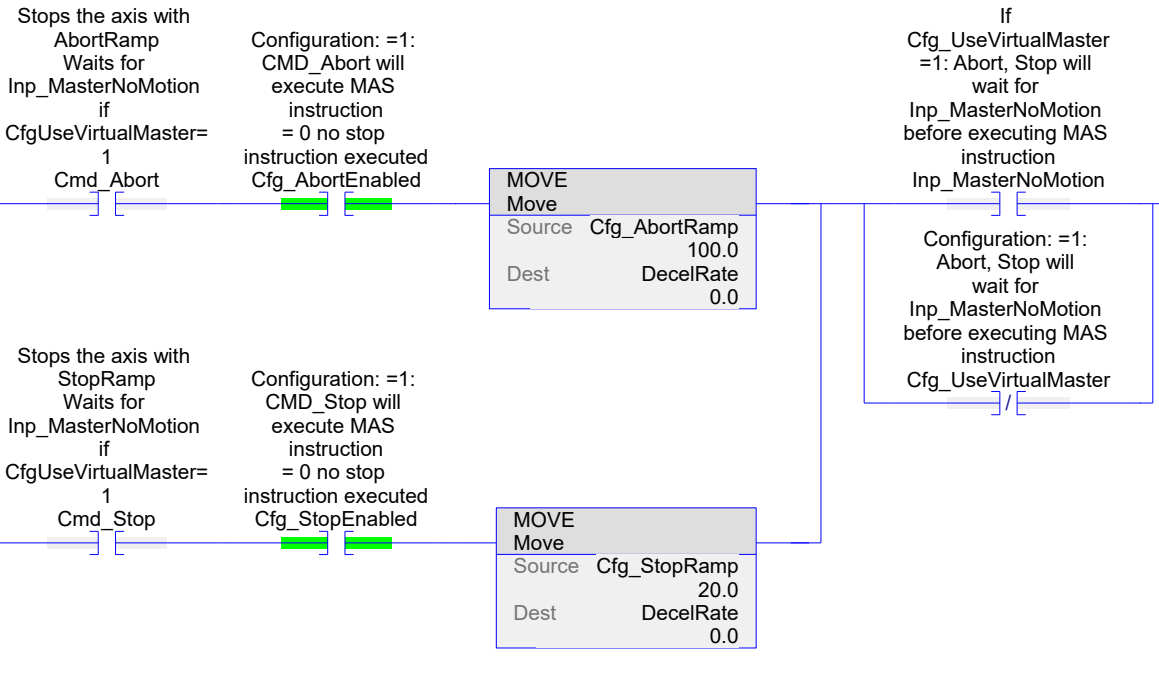 Stops the axis with
AbortRamp
Waits for
Inp_MasterNoMotion
if
CfgUseVirtualMaster=
1
Cmd_Abort
Configuration: =1:
CMD_Abort will
execute MAS
instruction
= 0 no stop
instruction executed
Cfg_AbortEnabled
MOVE
Move
Source Cfg_AbortRamp
100.0
Dest DecelRate
0.0
If
Cfg_UseVirtualMaster
=1: Abort, Stop will
wait for
Inp_MasterNoMotion
before executing MAS
instruction
Inp_MasterNoMotion
Configuration: =1:
Abort, Stop will
wait for
Inp_MasterNoMotion
before executing MAS
instruction
Cfg_UseVirtualMaster
/
Stops the axis with
StopRamp
Waits for
Inp_MasterNoMotion
if
CfgUseVirtualMaster=
1
Cmd_Stop
Configuration: =1:
CMD_Stop will
execute MAS
instruction
= 0 no stop
instruction executed
Cfg_StopEnabled
MOVE
Move
Source Cfg_StopRamp
20.0
Dest DecelRate
0.0